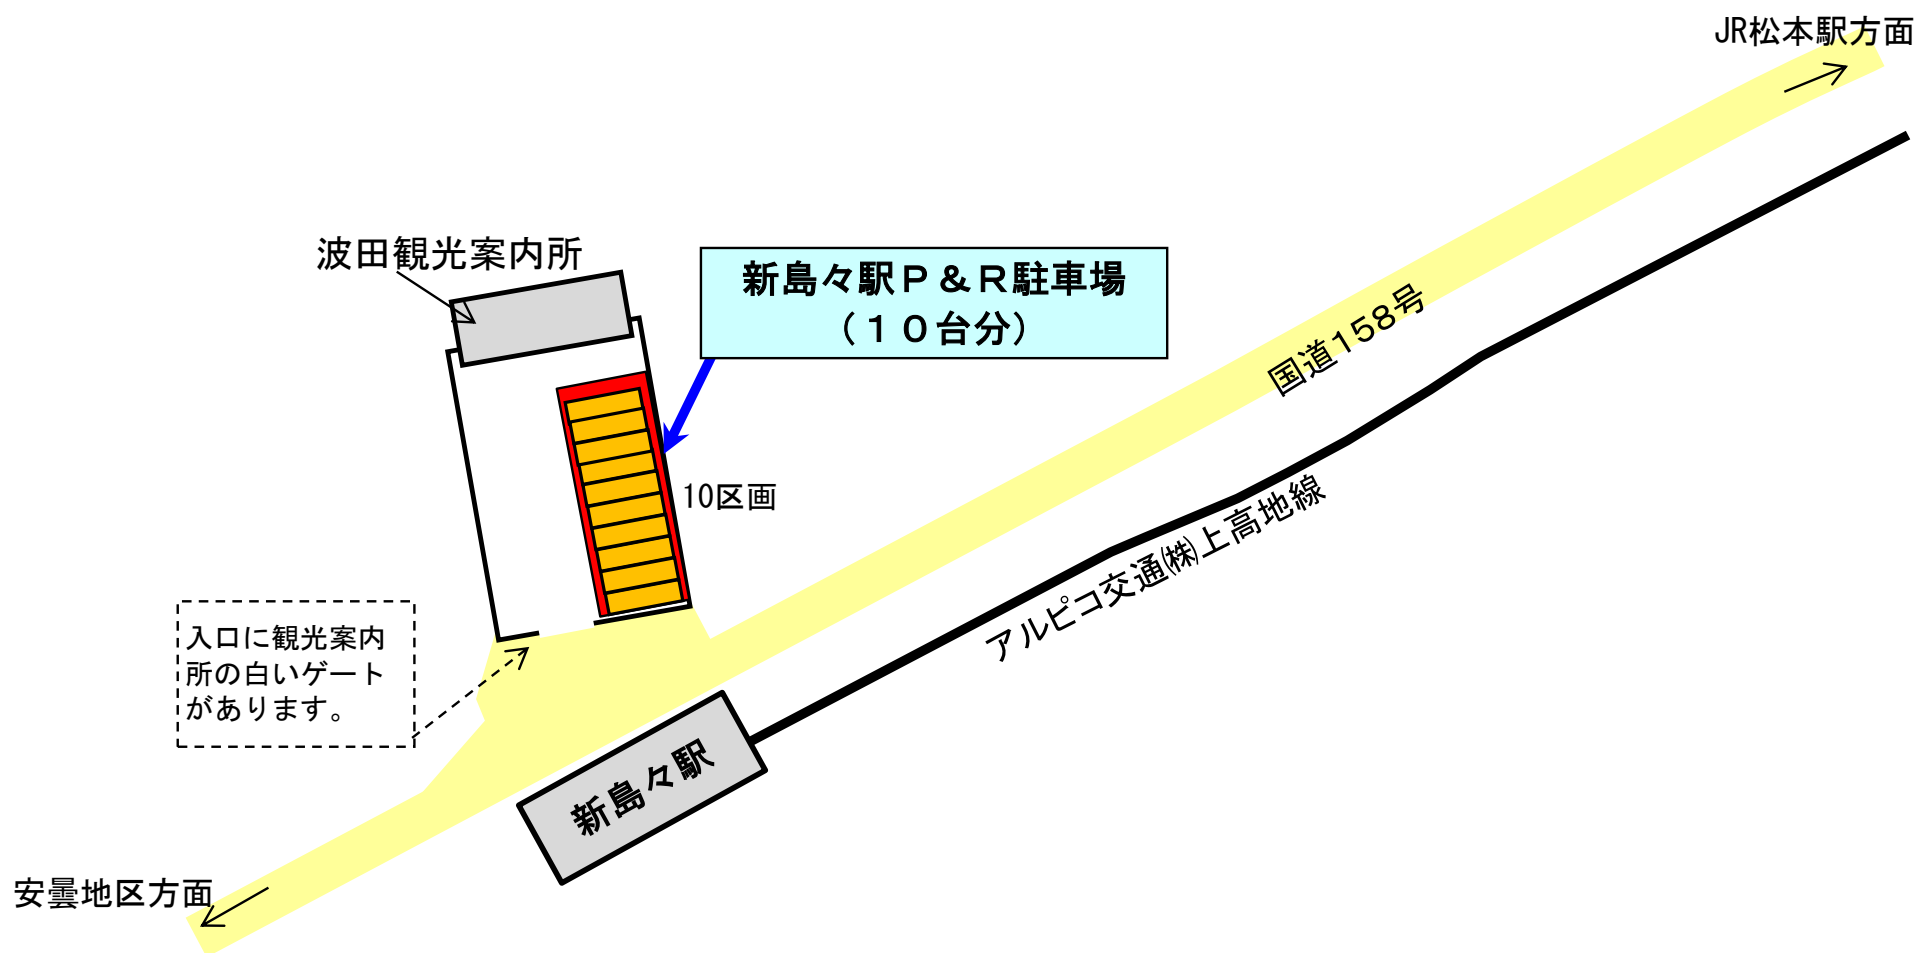 JR松本駅方面
波田観光案内所
新島々駅P＆R駐車場
（１０台分）
国道158号
10区画
アルピコ交通㈱上高地線
入口に観光案内
所の白いゲート
があります。
新島々駅
安曇地区方面